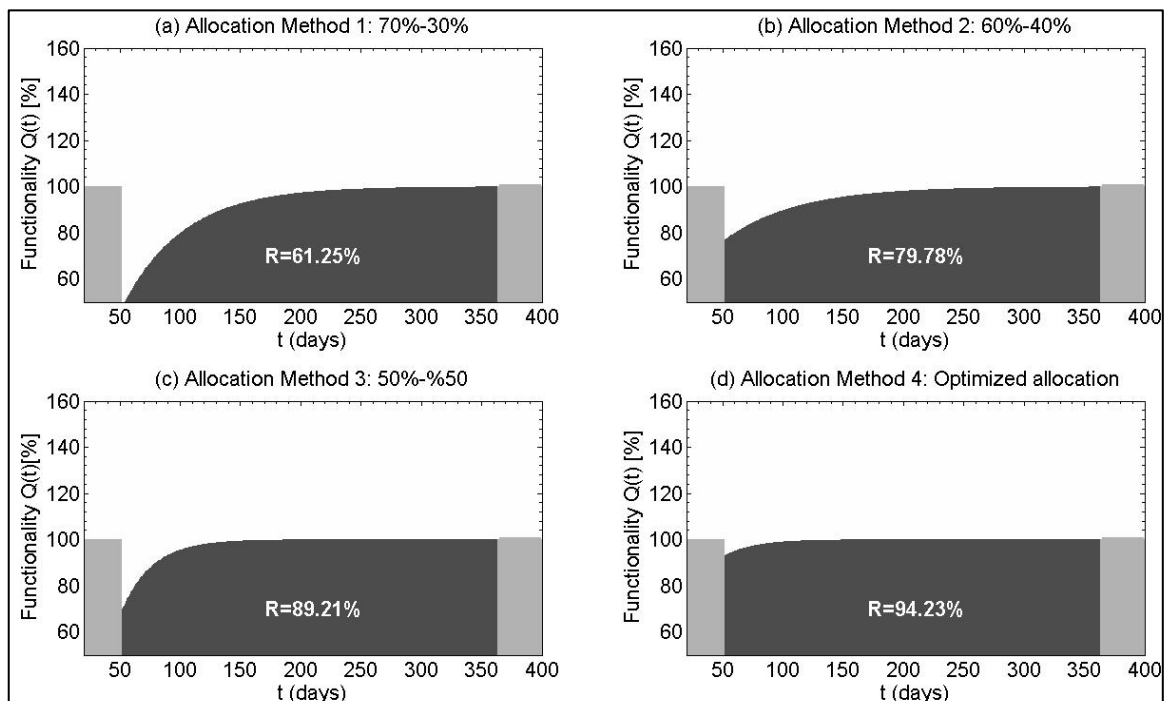 (a) Allocation Method 1: 70%-30%
160
140
120
100
80
60
Functionality Q(t) [%]
R=61.25%
50 100 150 200 250 300 350 400
t (days)
(b) Allocation Method 2: 60%-40%
160
140
120
100
80
60
Functionality Q(t) [%]
R=79.78%
50 100 150 200 250 300 350 400
t (days)
(c) Allocation Method 3: 50%-%50
160
140
120
100
80
60
Functionality Q(t)[%]
R=89.21%
50 100 150 200 250 300 350 400
t (days)
(d) Allocation Method 4: Optimized allocation
160
140
120
100
80
60
Functionality Q(t) [%]
R=94.23%
50 100 150 200 250 300 350 400
t (days)